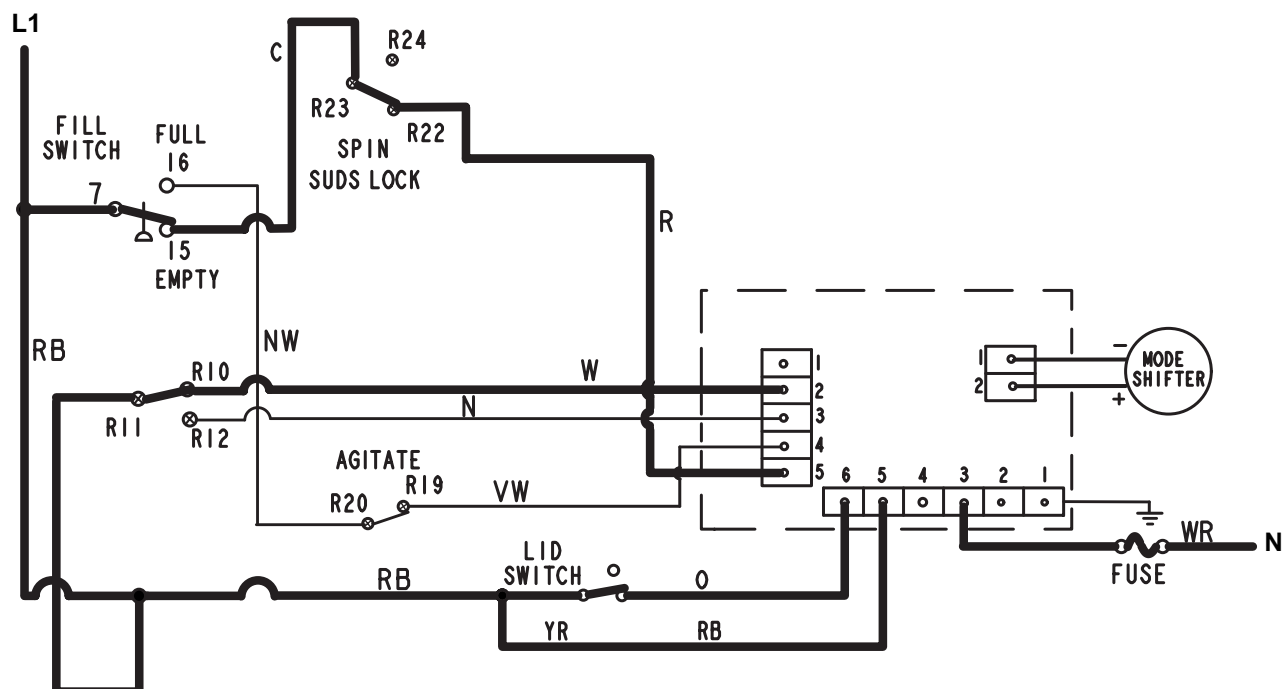 L1
C
R24
R23
R22
FILL
SWITCH
FULL
16
SPIN
SUDS LOCK
7
R
15
EMPTY
RB
NW
R10
W
1
2
3
4
5
1
2
−
+
MODE
SHIFTER
R11
N
R12
AGITATE
R19
R20
VW
6 5 4 3 2 1
WR
N
FUSE
LID
SWITCH
RB
O
YR
RB